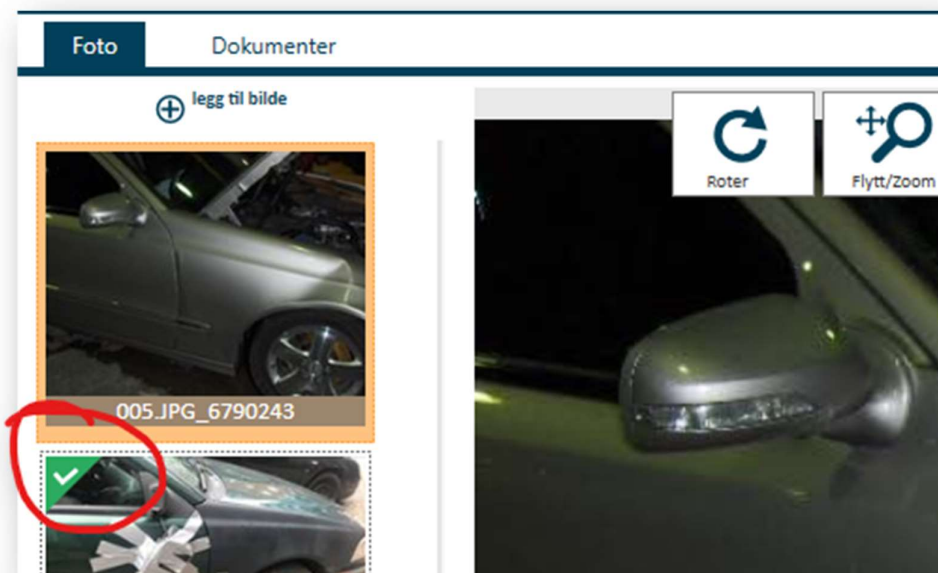 Foto Dokumenter
legg til bilde
Roter Flytt/Zoom
005.JPG_6790243